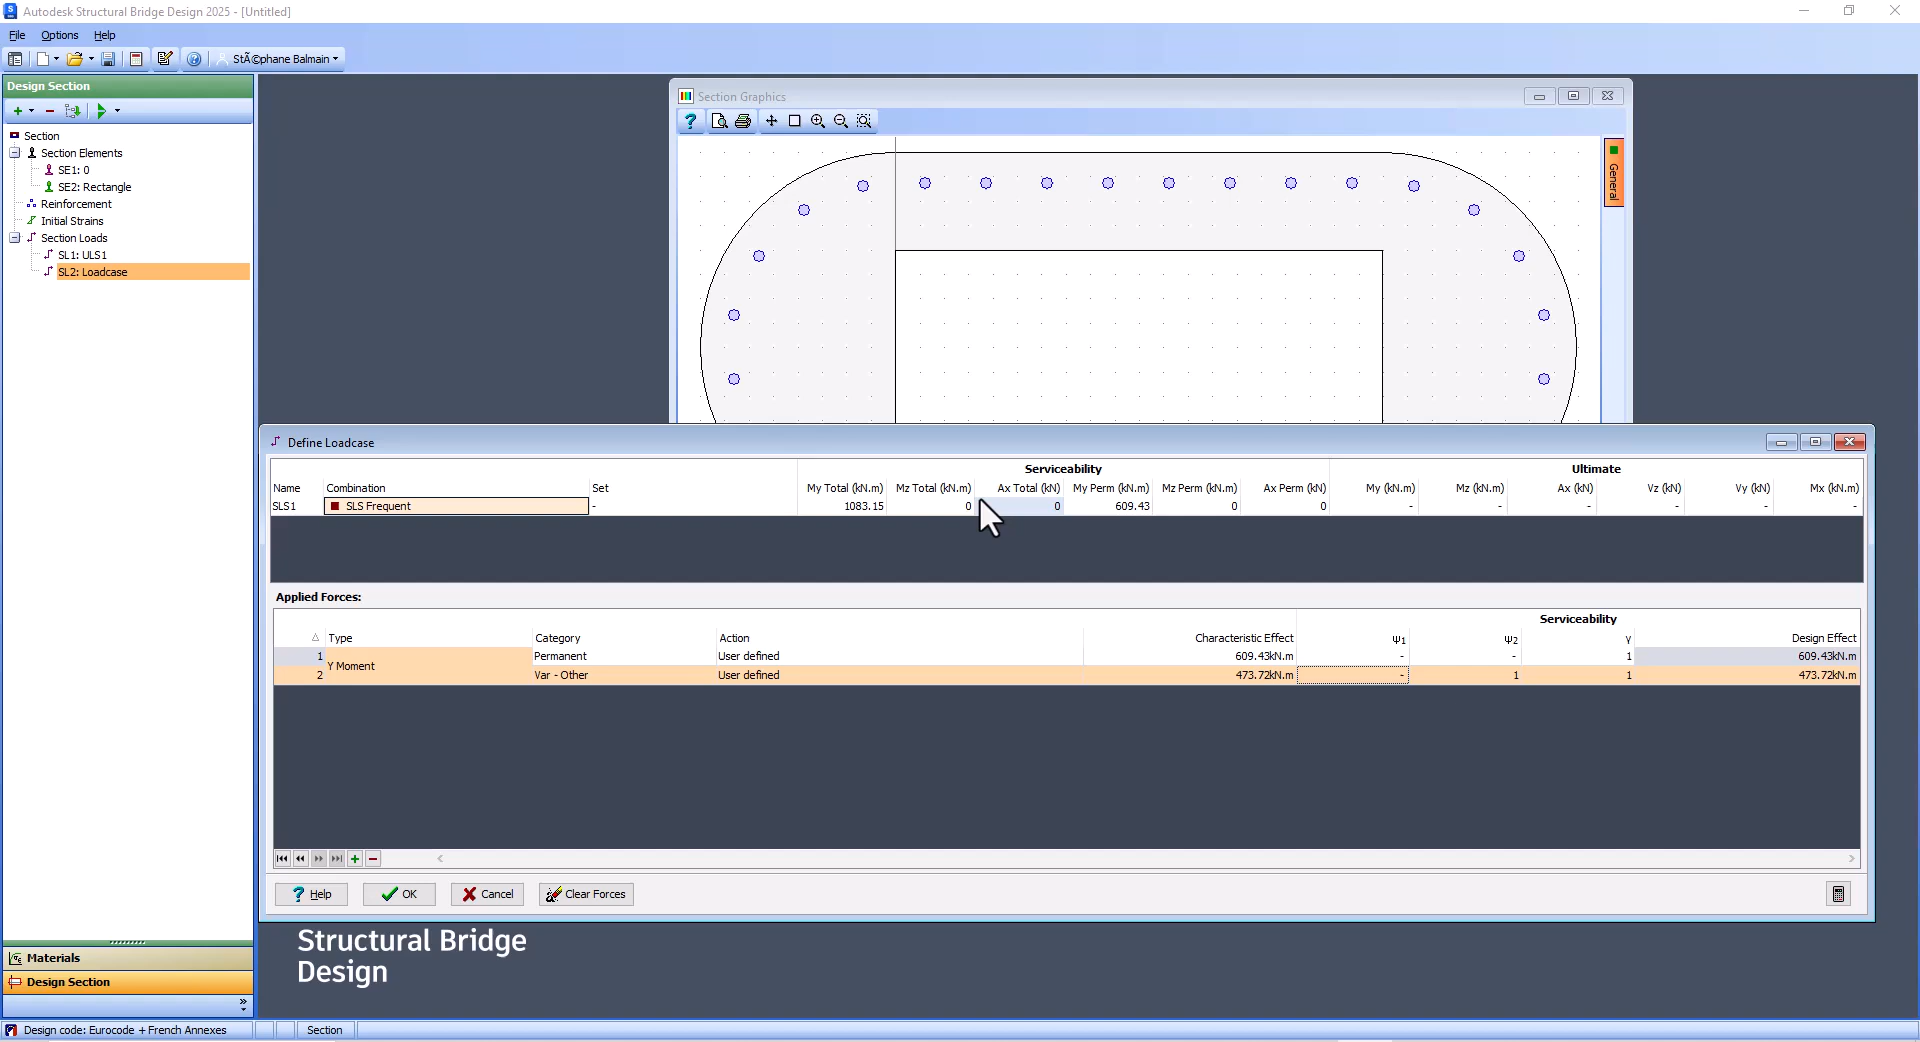 Autodesk Structural Bridge Design 2025 - [Untitled]
File Options Help
StÃ©phane Balmain
Design Section
Section
Section Elements
SE1: 0
SE2: Rectangle
Reinforcement
Initial Strains
Section Loads
SL1: ULS1
SL2: Loadcase
Section Graphics
General
Define Loadcase
Serviceability Ultimate
Name Combination Set My Total (kN.m) Mz Total (kN.m) Ax Total (kN) My Perm (kN.m) Mz Perm (kN.m) Ax Perm (kN) My (kN.m) Mz (kN.m) Ax (kN) Vz (kN) Vy (kN) Mx (kN.m)
SLS1 SLS Frequent - 1083.15 0 0 609.43 0 0 - - - - - -
Applied Forces:
Serviceability
Type Category Action Characteristic Effect Ψ1 Ψ2 γ Design Effect
1 Y Moment Permanent User defined 609.43kN.m - - 1 609.43kN.m
2 Var - Other User defined 473.72kN.m - 1 1 473.72kN.m
Help OK Cancel Clear Forces
Structural Bridge
Design
Materials
Design Section
Design code: Eurocode + French Annexes Section